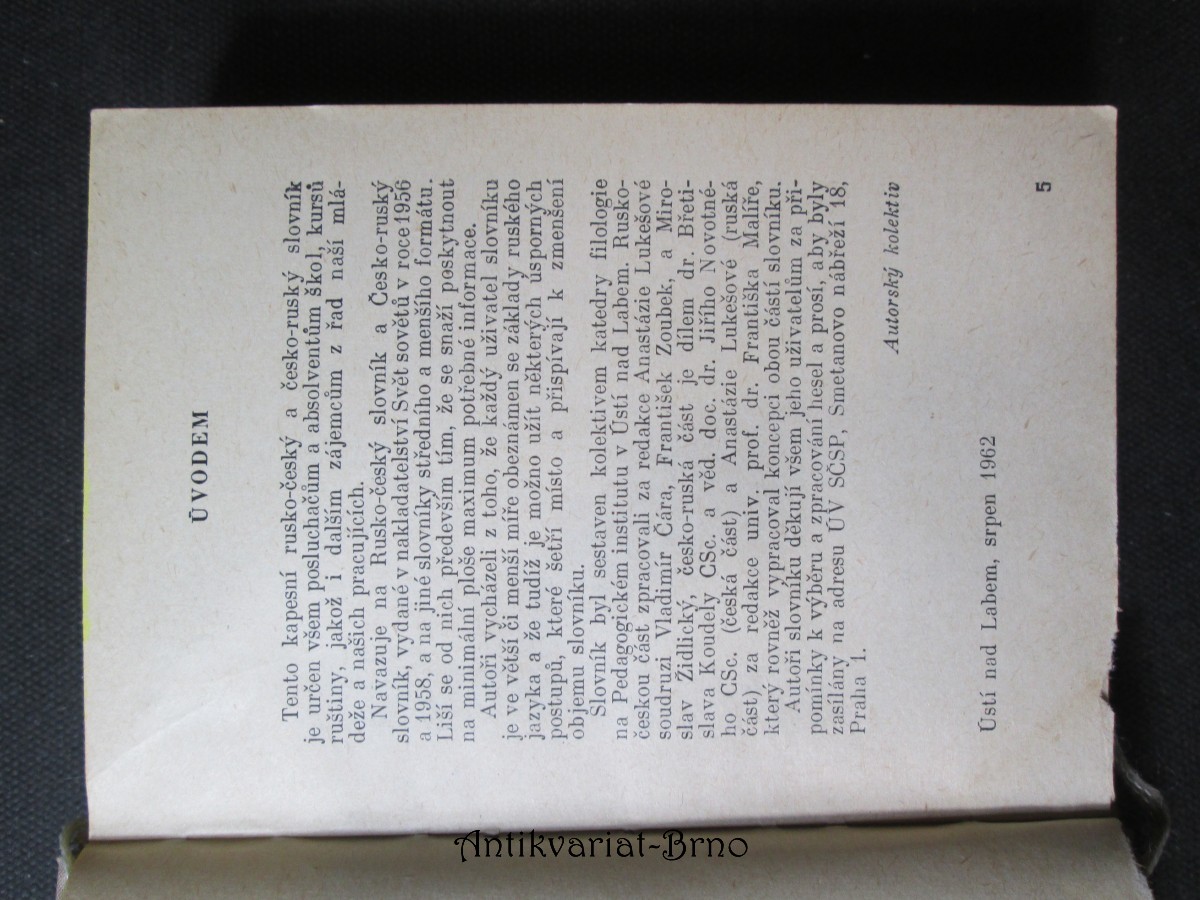 ÚVODEM
Tento kapesní rusko-český a česko-ruský slovník
je určen všem posluchačům a absolventům škol, kursů
ruštiny, jakož i dalším zájemcům z řad naší mlá-
deže a našich pracujících.
Navazuje na Rusko-český slovník a Česko-ruský
slovník, vydané v nakladatelství Svět sovětů v roce 1956
a 1958, a na jiné slovníky středního a menšího formátu.
Liší se od nich především tím, že se snaží poskytnout
na minimální ploše maximum potřebné informace.
Autoři vycházeli z toho, že každý uživatel slovníku
je ve větší či menší míře obeznámen se základy ruského
jazyka a že tudíž je možno užít některých úsporných
postupů, které šetří místo a přispívají k zmenšení
objemu slovníku.
Slovník byl sestaven kolektivem katedry filologie
na Pedagogickém institutu v Ústí nad Labem. Rusko-
českou část zpracovali za redakce Anastázie Lukešové
soudruzi Vladimír Čára, František Zoubek, a Miro-
slav Židlický, česko-ruská část je dílem dr. Břeti-
slava Koudely CSc. a věd. doc. dr. Jiřího Novotné-
ho CSc. (česká část) a Anastázie Lukešové (ruská
část) za redakce univ. prof. dr. Františka Malíře,
který rovněž vypracoval koncepci obou částí slovníku.
Autoři slovníku děkují všem jeho uživatelům za při-
pomínky k výběru a zpracování hesel a prosí, aby byly
zasílány na adresu ÚV SČSP, Smetanovo nábřeží 18,
Praha 1.
Autorský kolektiv
Ústí nad Labem, srpen 1962
5
Antikvariat-Brno